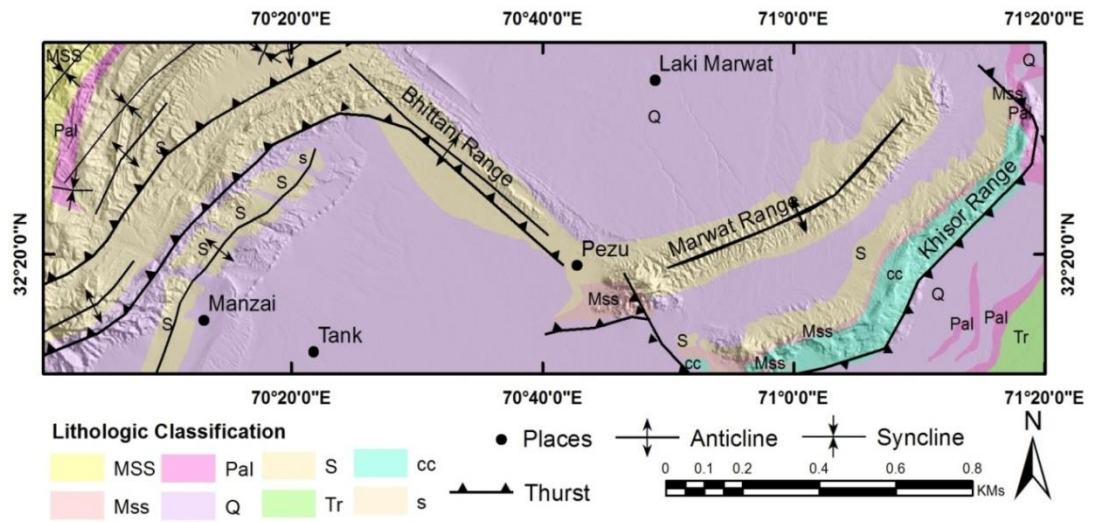 70°20'0"E 70°40'0"E 71°0'0"E 71°20'0"E
MSS
Pal
S
s
S
S
S
S
Bhittani Range
Laki Marwat
Q
Marwat Range
Khisor Range
Q
Mss
Pal
32°20'0"N
32°20'0"N
Pezu
Mss
Manzai
Tank
S
cc
Q
Mss
S
cc
Mss
Pal
Pal
Tr
70°20'0"E 70°40'0"E 71°0'0"E 71°20'0"E
Lithologic Classification
MSS Pal S cc
Mss Q Tr s
Places Anticline Syncline
Thurst
0 0.1 0.2 0.4 0.6 0.8
KMs
N